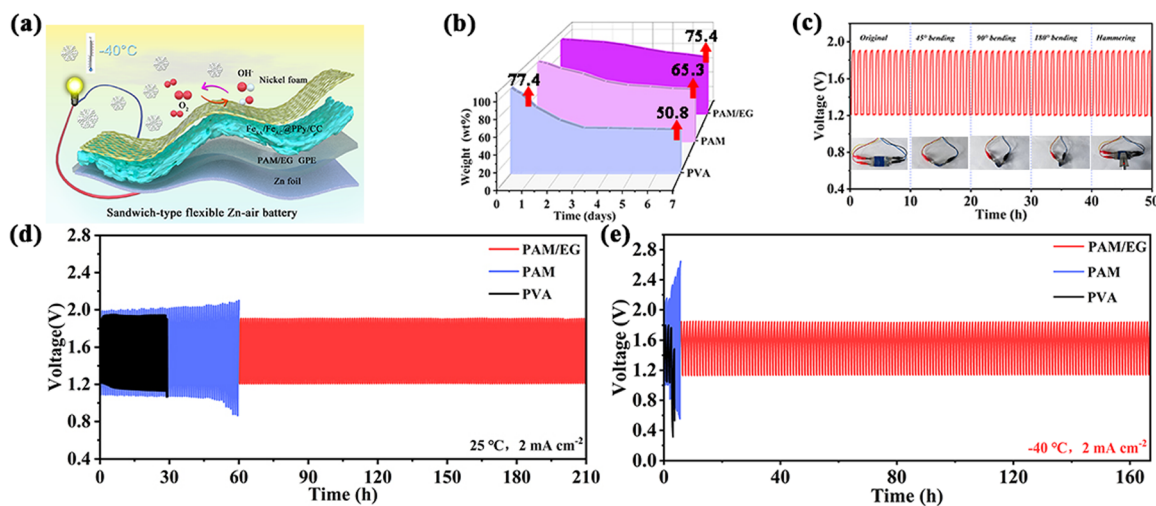 (a)
-40°C
OH⁻
Nickel foam
O₂
@PPy/CC
PAM/EG GPE
Zn foil
Sandwich-type flexible Zn-air battery
(b)
75.4
77.4
65.3
50.8
PAM/EG
PAM
PVA
100
80
60
40
20
0
Weight (wt%)
0 1 2 3 4 5 6 7
Time (days)
(c)
Original 45° bending 90° bending 180° bending Hammering
2.4
2.0
1.6
1.2
0.8
0.4
Voltage (V)
0 10 20 30 40 50
Time (h)
(d)
PAM/EG
PAM
PVA
2.8
2.4
2.0
1.6
1.2
0.8
0.4
Voltage(V)
25 °C, 2 mA cm⁻²
0 30 60 90 120 150 180 210
Time (h)
(e)
PAM/EG
PAM
PVA
2.8
2.4
2.0
1.6
1.2
0.8
0.4
0.0
Voltage (V)
-40 °C, 2 mA cm⁻²
0 20 40 60 80 100 120 140 160
Time (h)